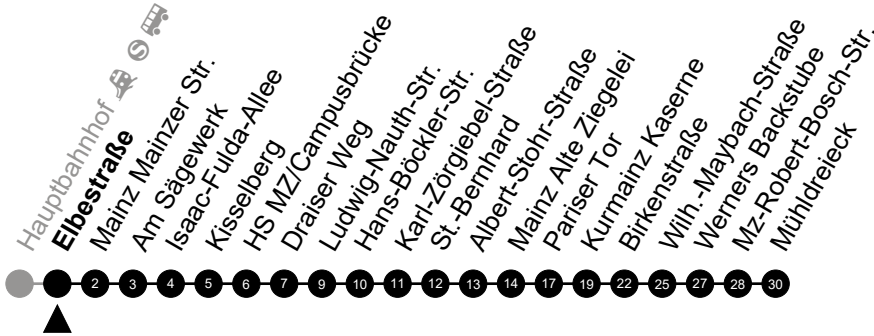 Hauptbahnhof
Elbestraße
Mainz Mainzer Str.
Am Sägewerk
Isaac-Fulda-Allee
Kisselberg
HS MZ/Campusbrücke
Draiser Weg
Ludwig-Nauth-Str.
Hans-Böckler-Str.
Karl-Zörgiebel-Straße
St.-Bernhard
Albert-Stohr-Straße
Mainz Alte Ziegelei
Pariser Tor
Kurmainz Kaserne
Birkenstraße
Wilh.-Maybach-Straße
Werners Backstube
Mz-Robert-Bosch-Str.
Mühldreieck
2 3 4 5 6 7 9 10 11 12 13 14 17 19 22 25 27 28 30